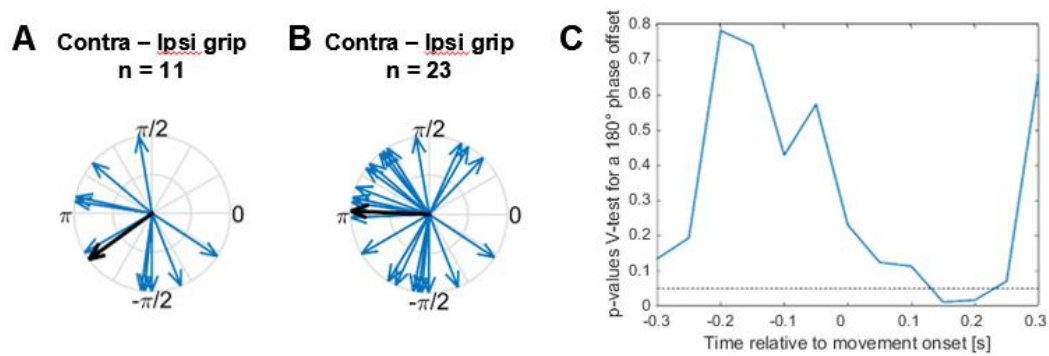 A Contra – Ipsi grip
n = 11
π/2
π
0
-π/2
B Contra – Ipsi grip
n = 23
π/2
π
0
-π/2
C
p-values V-test for a 180° phase offset
0.8
0.7
0.6
0.5
0.4
0.3
0.2
0.1
0
-0.3 -0.2 -0.1 0 0.1 0.2 0.3
Time relative to movement onset [s]